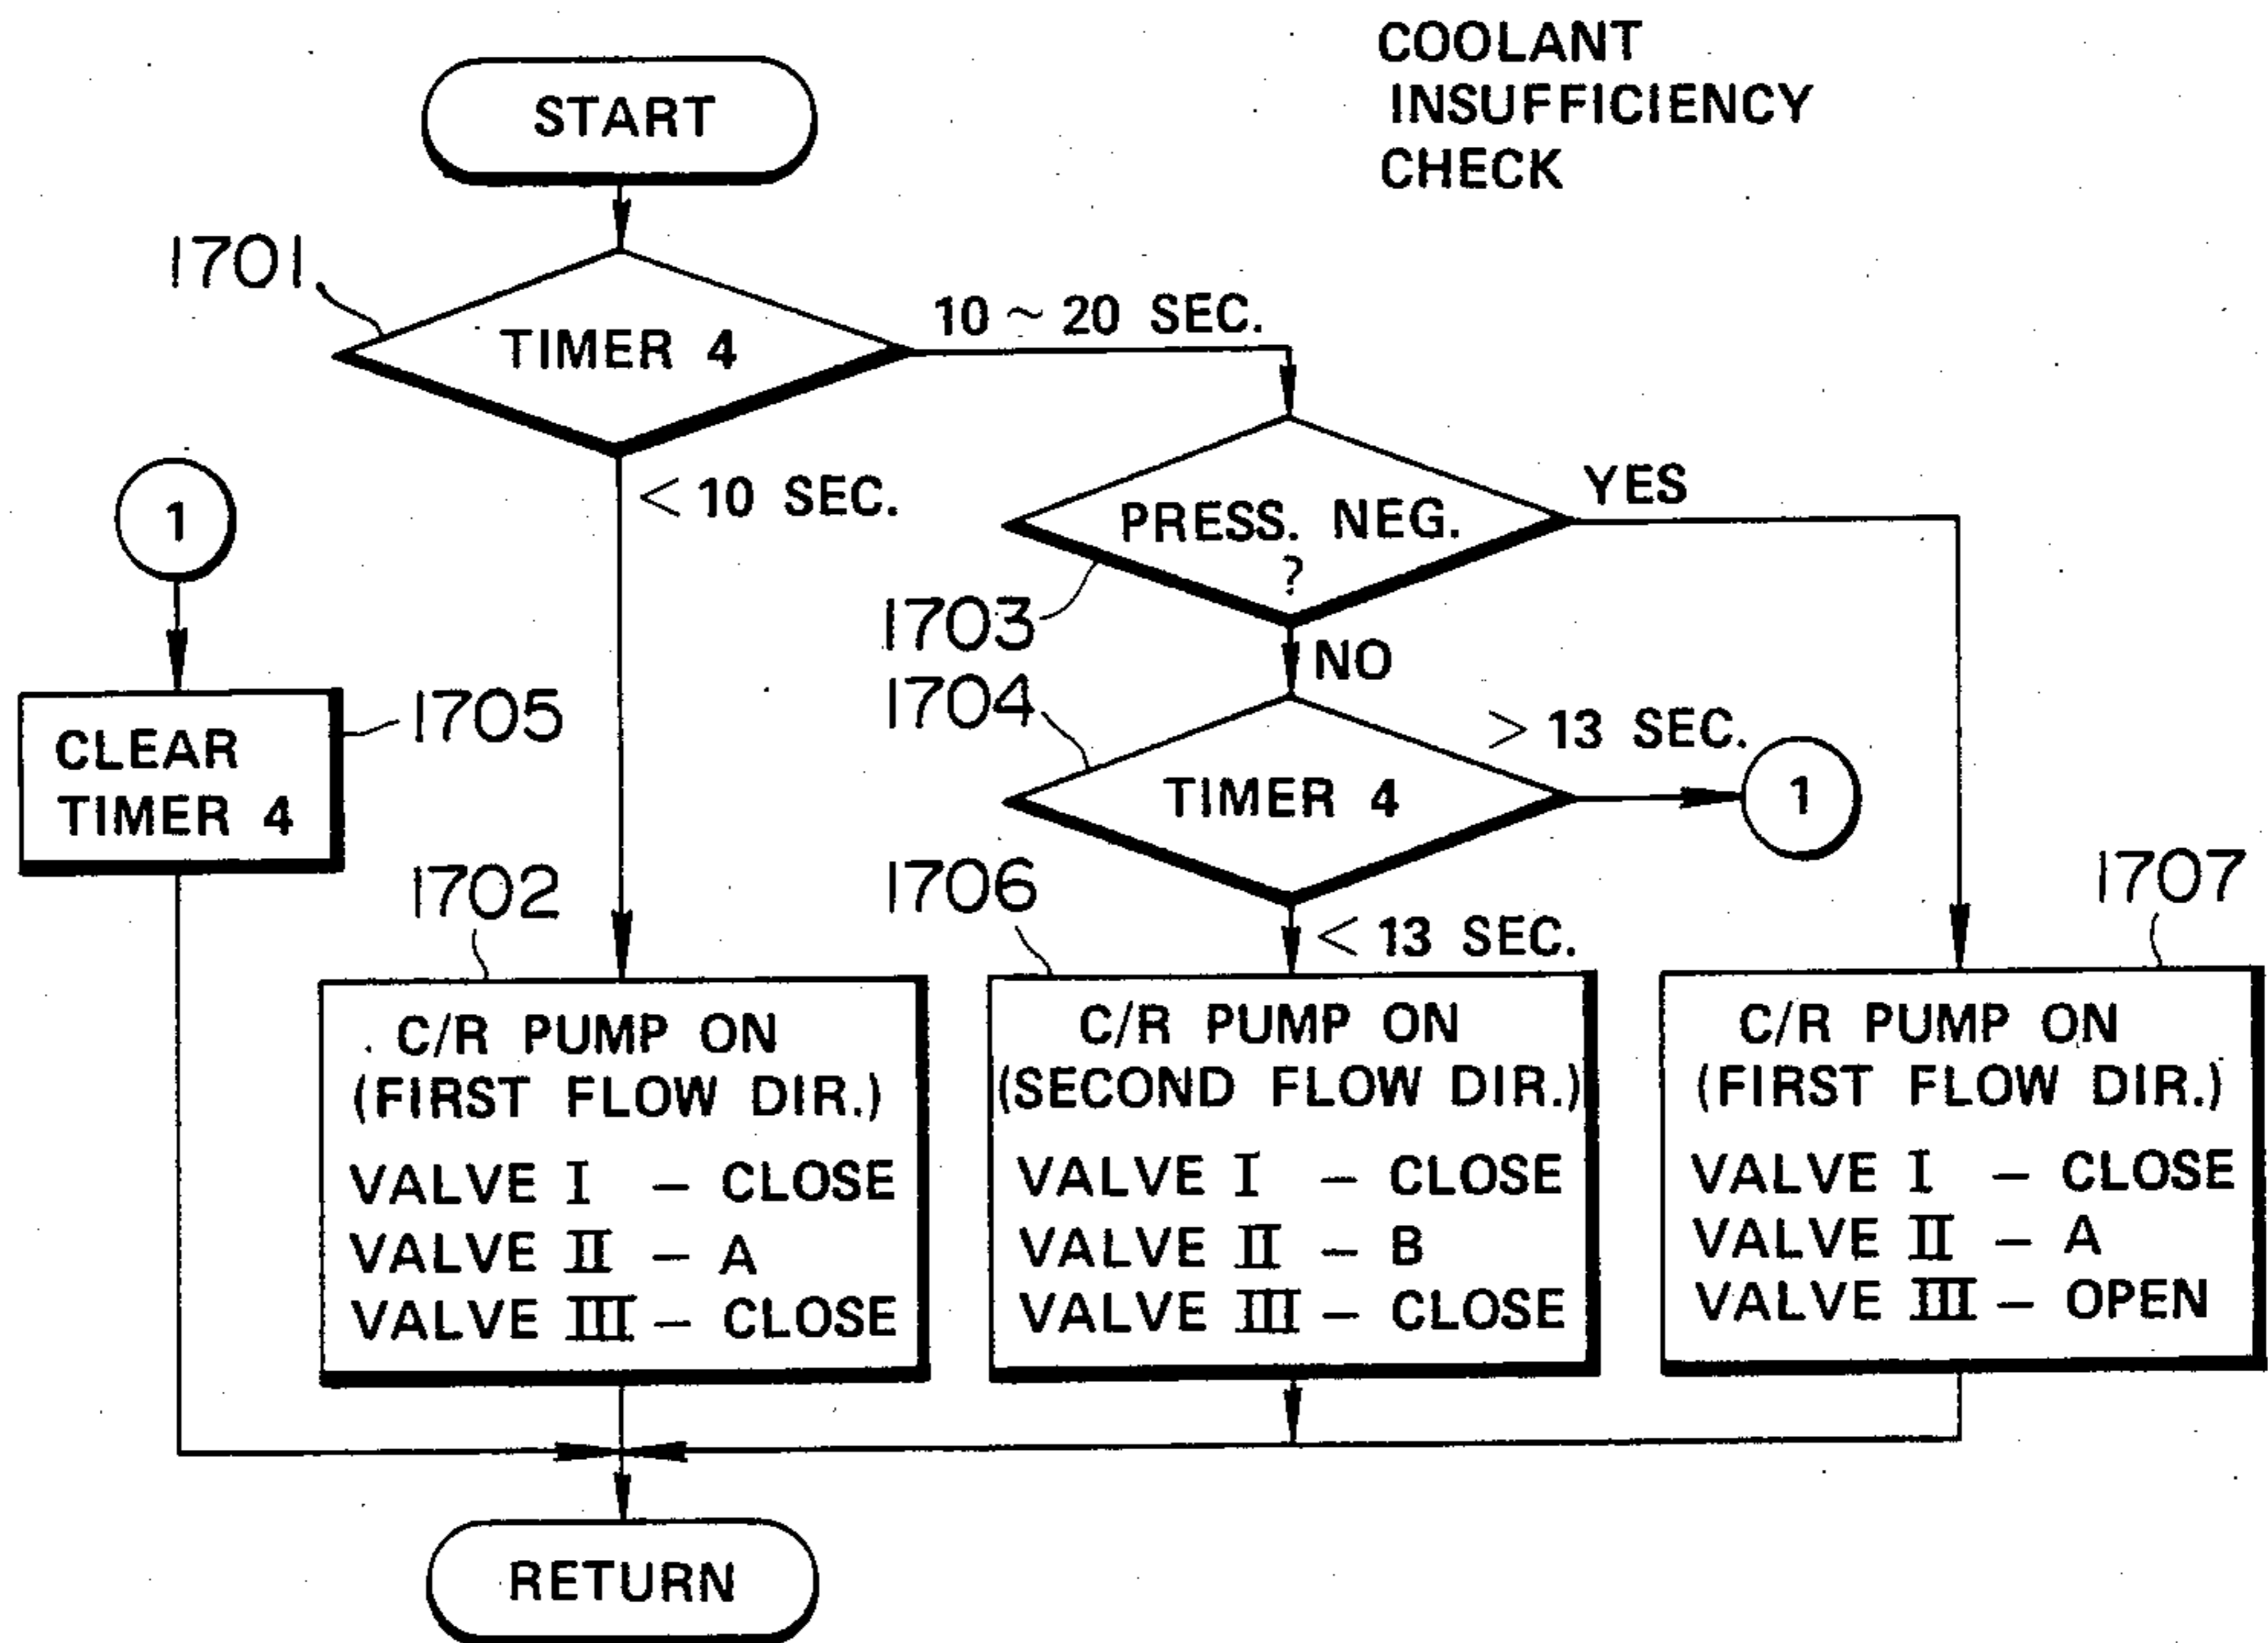 COOLANT
INSUFFICIENCY
CHECK
START
1701
TIMER 4
10 ~ 20 SEC.
< 10 SEC.
1
PRESS. NEG.
?
YES
1703
NO
1704
TIMER 4
> 13 SEC.
1
CLEAR
TIMER 4
1705
1702
1706
< 13 SEC.
1707
C/R PUMP ON
(FIRST FLOW DIR.)
VALVE I – CLOSE
VALVE II – A
VALVE III – CLOSE
C/R PUMP ON
(SECOND FLOW DIR.)
VALVE I – CLOSE
VALVE II – B
VALVE III – CLOSE
C/R PUMP ON
(FIRST FLOW DIR.)
VALVE I – CLOSE
VALVE II – A
VALVE III – OPEN
RETURN